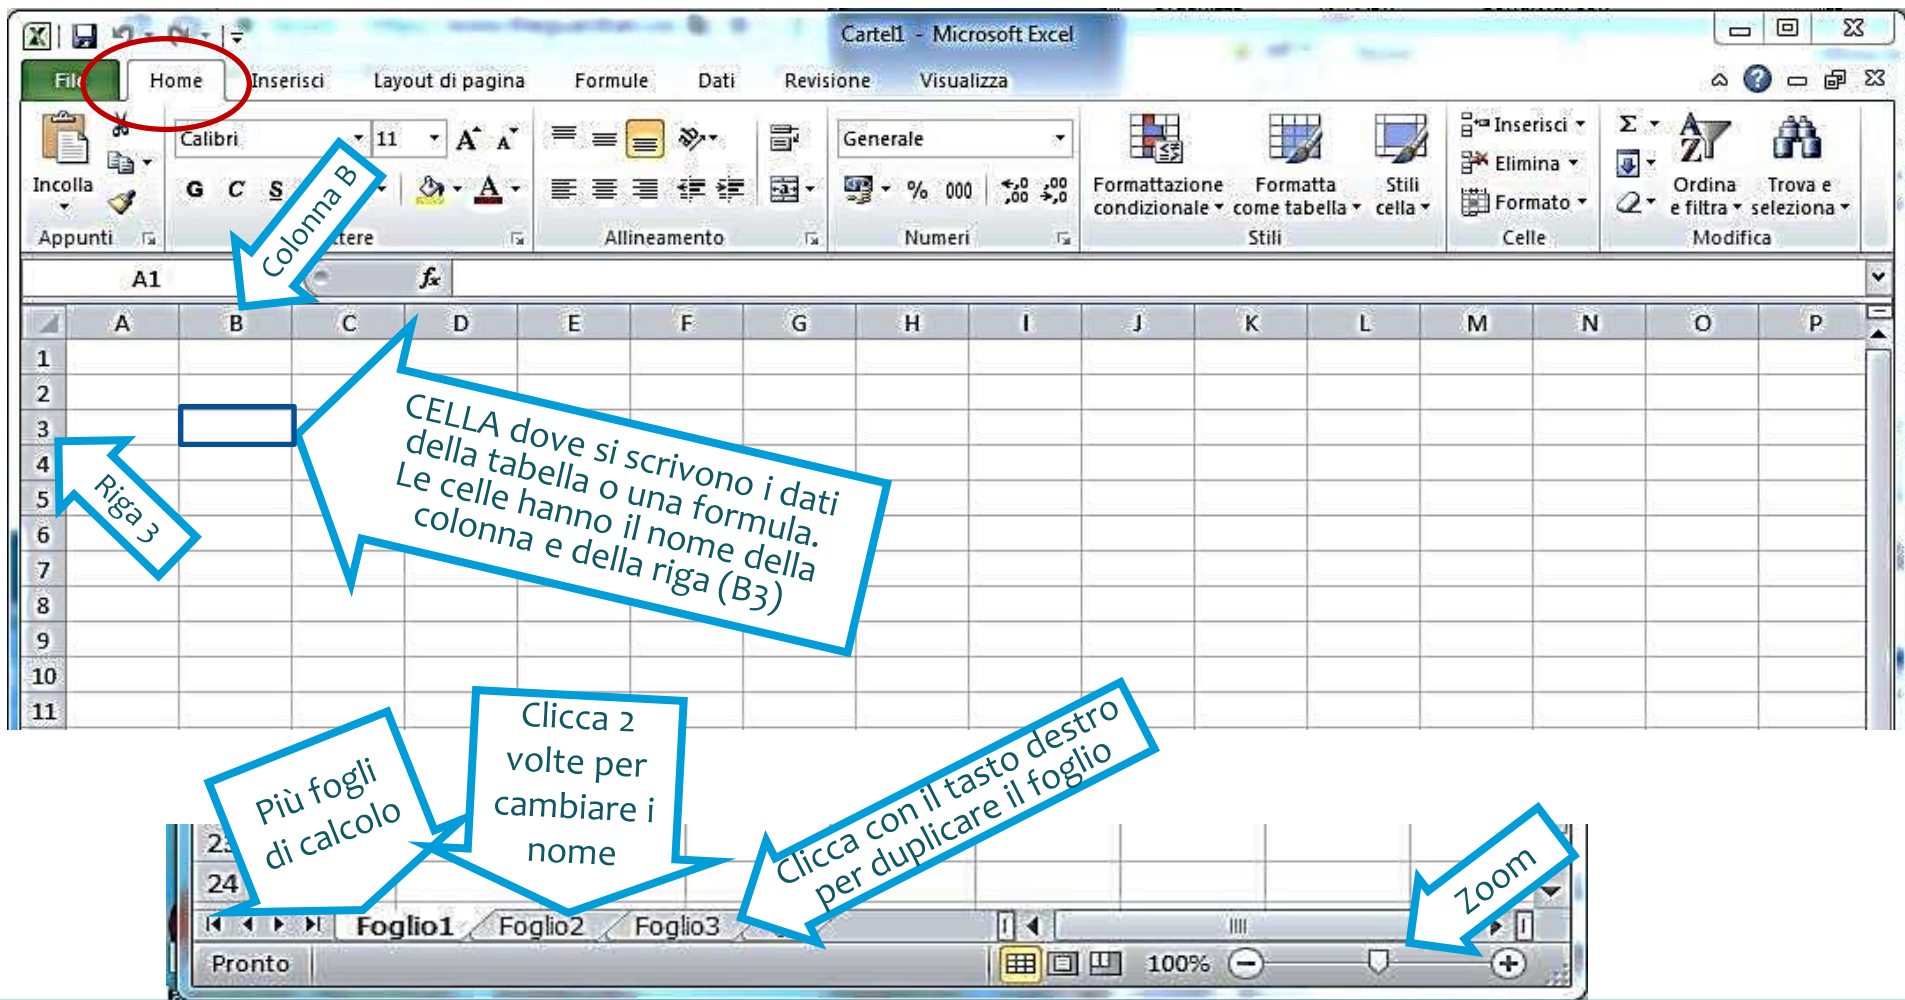 Cartel1 - Microsoft Excel
File Home Inserisci Layout di pagina Formule Dati Revisione Visualizza
Calibri 11 A A Generale
Inserisci
Elimina
Formato
Incolla
G C S
% 000
Formattazione condizionale
Formatta come tabella
Stili cella
Ordina e filtra
Trova e seleziona
Appunti Allineamento Numeri Stili Celle Modifica
Colonna B
A1 fx
A B C D E F G H I J K L M N O P
1
2
3
4
5
6
7
8
9
10
11
Riga 3
CELLA dove si scrivono i dati
della tabella o una formula.
Le celle hanno il nome della
colonna e della riga (B3)
Più fogli
di calcolo
Clicca 2
volte per
cambiare i
nome
Clicca con il tasto destro
per duplicare il foglio
Zoom
24
Foglio1 Foglio2 Foglio3
Pronto 100%